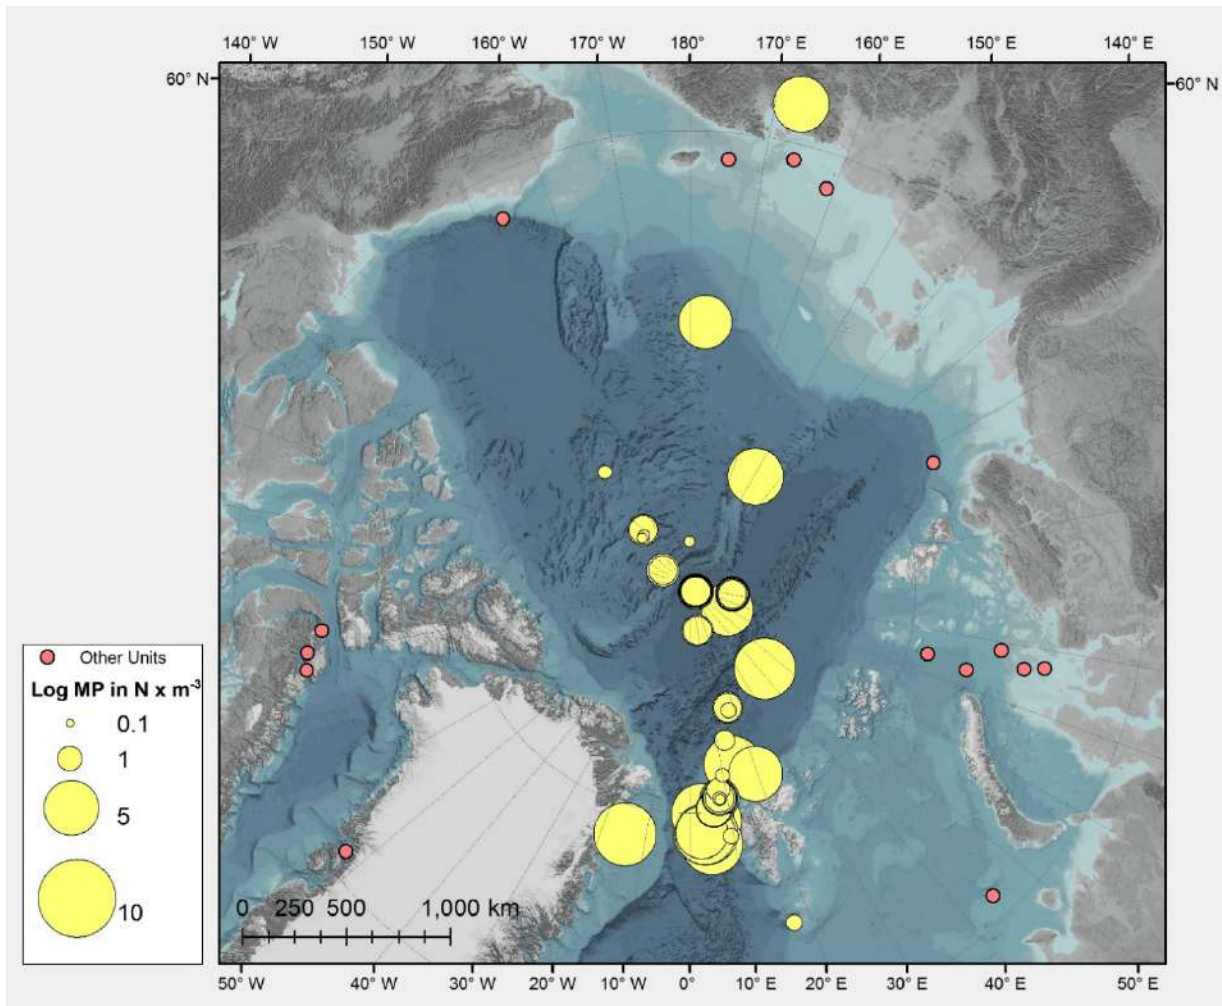 140° W 150° W 160° W 170° W 180° 170° E 160° E 150° E 140° E
60° N 60° N
Other Units
Log MP in N x m⁻³
0.1
1
5
10
0 250 500 1,000 km
50° W 40° W 30° W 20° W 10° W 0° 10° E 20° E 30° E 40° E 50° E